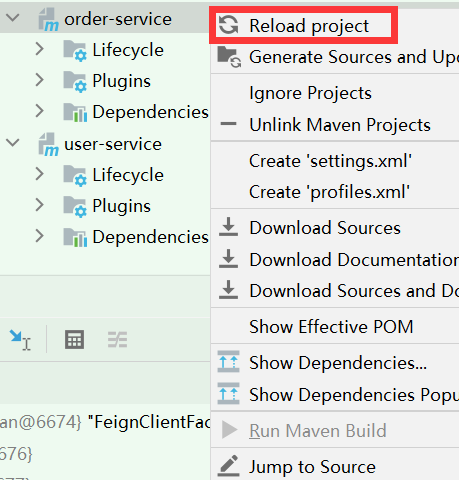 order-service
Lifecycle
Plugins
Dependencies
user-service
Lifecycle
Plugins
Dependencies
Reload project
Generate Sources and Upd
Ignore Projects
Unlink Maven Projects
Create 'settings.xml'
Create 'profiles.xml'
Download Sources
Download Documentation
Download Sources and Do
Show Effective POM
Show Dependencies...
Show Dependencies Popu
Run Maven Build
Jump to Source
an@6674} "FeignClientFac
676}